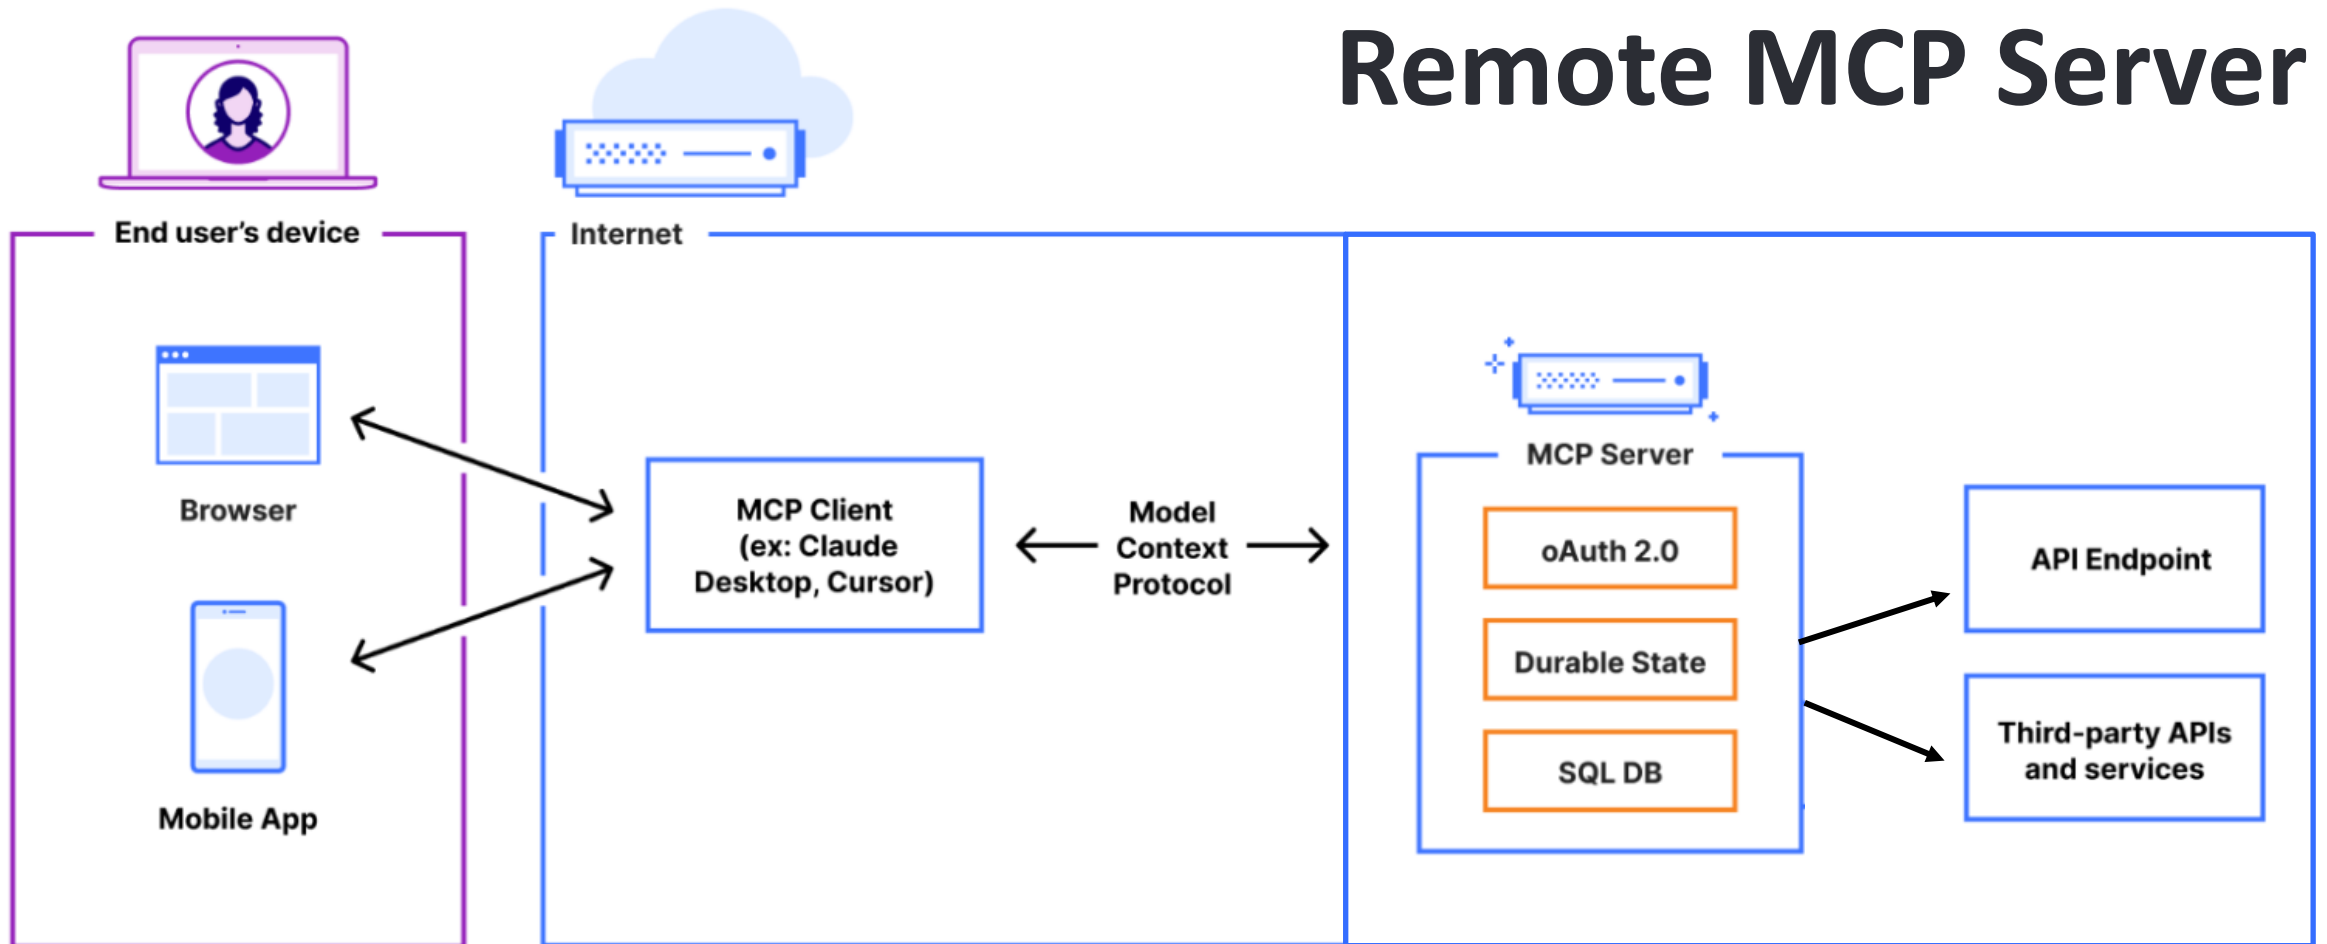 Remote MCP Server
End user's device
Internet
Browser
Mobile App
MCP Client
(ex: Claude
Desktop, Cursor)
Model
Context
Protocol
MCP Server
oAuth 2.0
Durable State
SQL DB
API Endpoint
Third-party APIs
and services